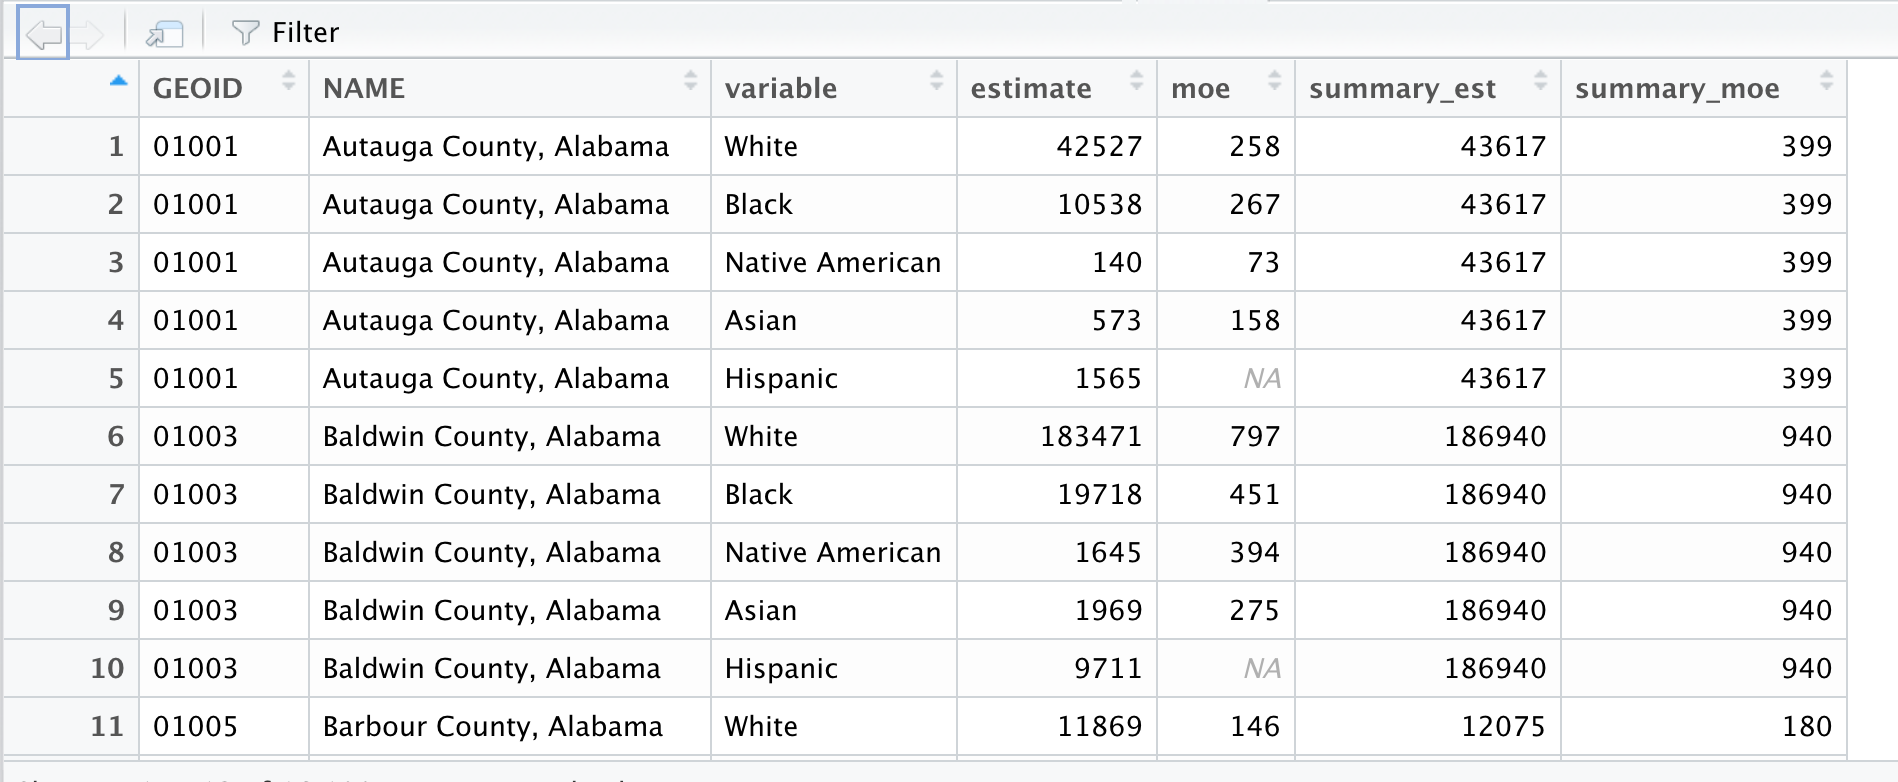 Filter
GEOID NAME variable estimate moe summary_est summary_moe
1 01001 Autauga County, Alabama White 42527 258 43617 399
2 01001 Autauga County, Alabama Black 10538 267 43617 399
3 01001 Autauga County, Alabama Native American 140 73 43617 399
4 01001 Autauga County, Alabama Asian 573 158 43617 399
5 01001 Autauga County, Alabama Hispanic 1565 NA 43617 399
6 01003 Baldwin County, Alabama White 183471 797 186940 940
7 01003 Baldwin County, Alabama Black 19718 451 186940 940
8 01003 Baldwin County, Alabama Native American 1645 394 186940 940
9 01003 Baldwin County, Alabama Asian 1969 275 186940 940
10 01003 Baldwin County, Alabama Hispanic 9711 NA 186940 940
11 01005 Barbour County, Alabama White 11869 146 12075 180